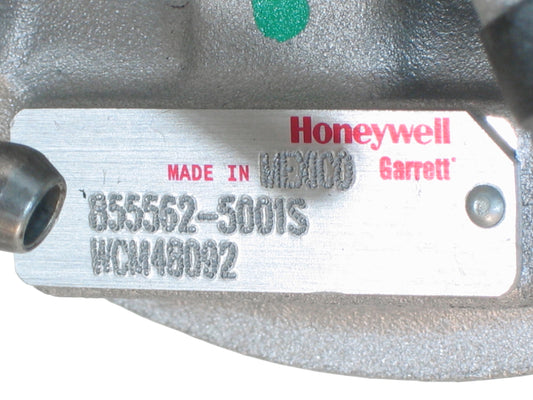 Honeywell
MADE IN MEXICO Garrett
855562-5001S
WCM48092